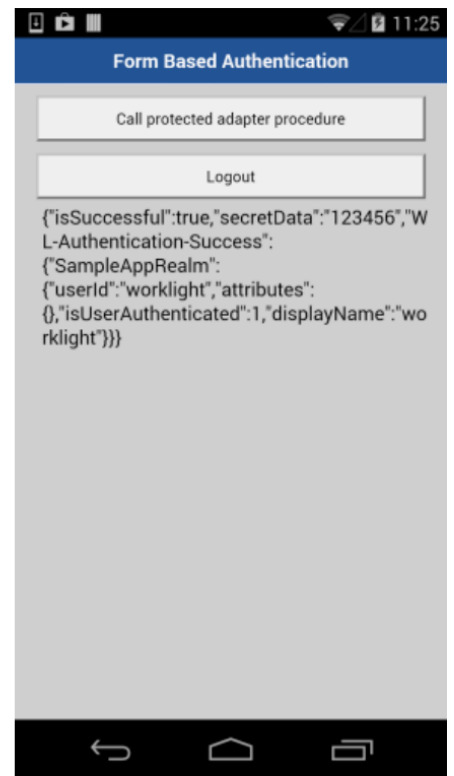 11:25
Form Based Authentication
Call protected adapter procedure
Logout
{"isSuccessful":true,"secretData":"123456","W
L-Authentication-Success":
{"SampleAppRealm":
{"userId":"worklight","attributes":
{},"isUserAuthenticated":1,"displayName":"wo
rklight"}}}